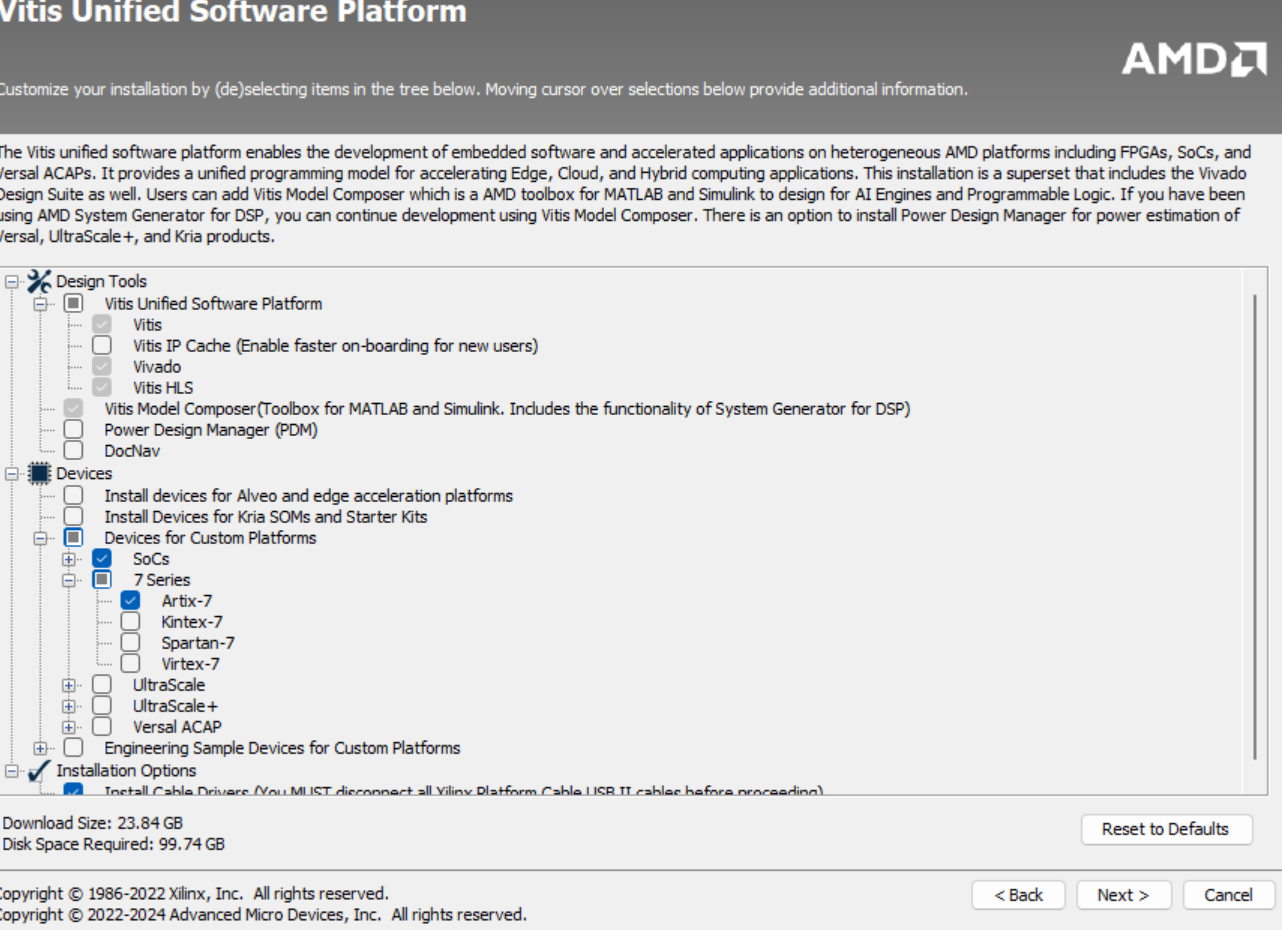 Vitis Unified Software Platform
AMD
Customize your installation by (de)selecting items in the tree below. Moving cursor over selections below provide additional information.
The Vitis unified software platform enables the development of embedded software and accelerated applications on heterogeneous AMD platforms including FPGAs, SoCs, and
Versal ACAPs. It provides a unified programming model for accelerating Edge, Cloud, and Hybrid computing applications. This installation is a superset that includes the Vivado
Design Suite as well. Users can add Vitis Model Composer which is a AMD toolbox for MATLAB and Simulink to design for AI Engines and Programmable Logic. If you have been
using AMD System Generator for DSP, you can continue development using Vitis Model Composer. There is an option to install Power Design Manager for power estimation of
Versal, UltraScale+, and Kria products.
Design Tools
Vitis Unified Software Platform
Vitis
Vitis IP Cache (Enable faster on-boarding for new users)
Vivado
Vitis HLS
Vitis Model Composer(Toolbox for MATLAB and Simulink. Includes the functionality of System Generator for DSP)
Power Design Manager (PDM)
DocNav
Devices
Install devices for Alveo and edge acceleration platforms
Install Devices for Kria SOMs and Starter Kits
Devices for Custom Platforms
SoCs
7 Series
Artix-7
Kintex-7
Spartan-7
Virtex-7
UltraScale
UltraScale+
Versal ACAP
Engineering Sample Devices for Custom Platforms
Installation Options
Install Cable Drivers (You MUST disconnect all Xilinx Platform Cable USB II cables before proceeding)
Download Size: 23.84 GB
Disk Space Required: 99.74 GB
Reset to Defaults
Copyright © 1986-2022 Xilinx, Inc. All rights reserved.
Copyright © 2022-2024 Advanced Micro Devices, Inc. All rights reserved.
< Back
Next >
Cancel